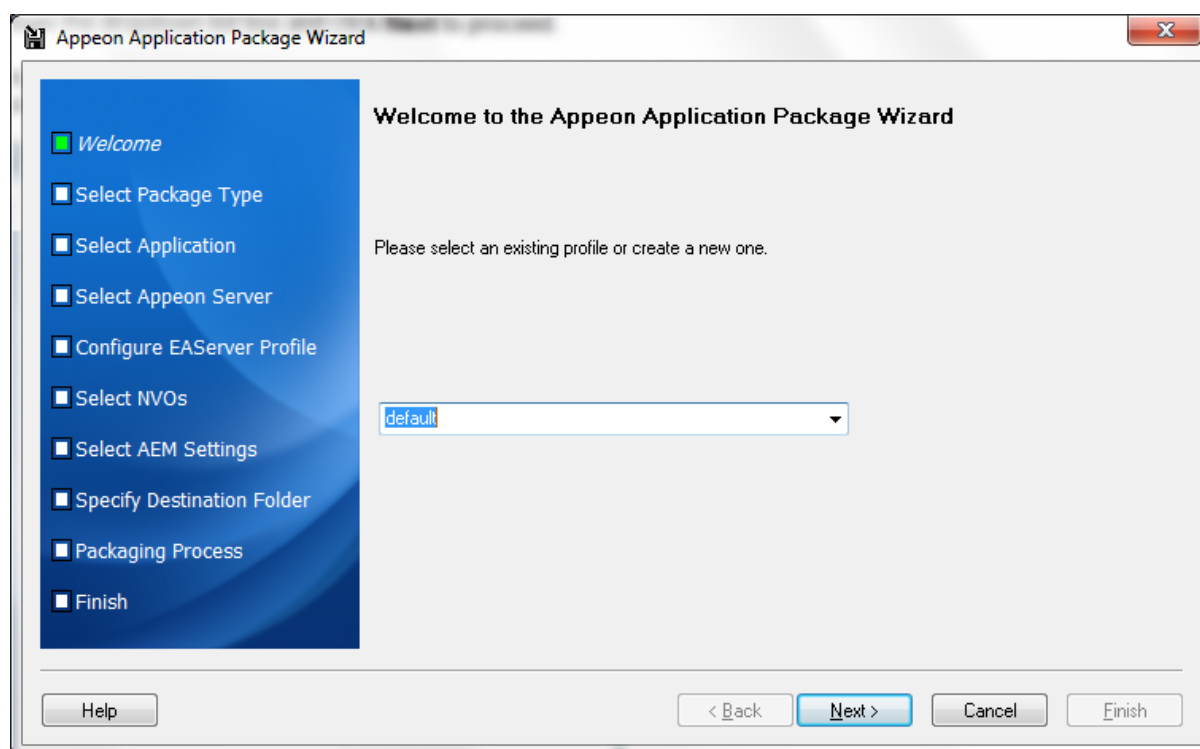 Appeon Application Package Wizard
Welcome to the Appeon Application Package Wizard
Welcome
Select Package Type
Select Application
Select Appeon Server
Configure EAServer Profile
Select NVOs
Select AEM Settings
Specify Destination Folder
Packaging Process
Finish
Please select an existing profile or create a new one.
default
Help
< Back
Next >
Cancel
Finish